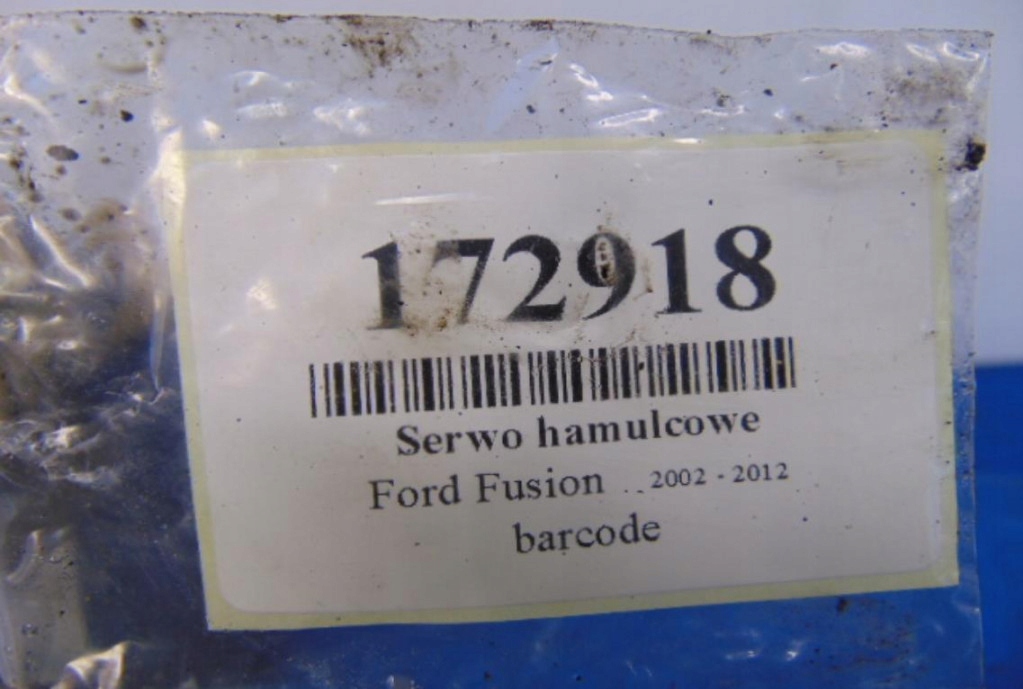 172918
Serwo hamulcowe
Ford Fusion .. 2002 - 2012
barcode